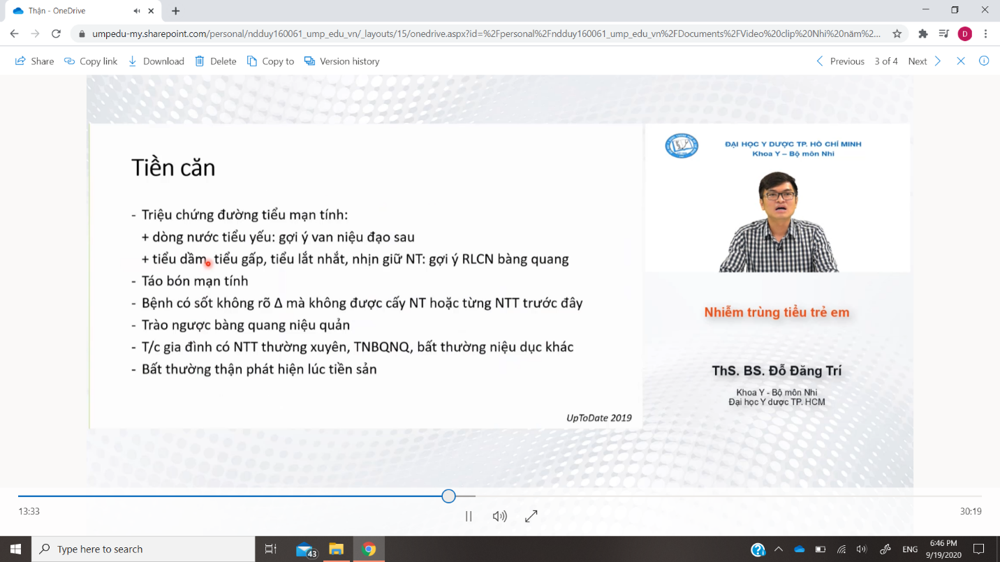 Thận - OneDrive
umpedu-my.sharepoint.com/personal/ndduy160061_ump_edu_vn/_layouts/15/onedrive.aspx?id=%2Fpersonal%2Fndduy160061_ump_edu_vn%2FDocuments%2FVideo%20clip%20Nhi%20năm%2...
D
Share Copy link Download Delete Copy to Version history Previous 3 of 4 Next
ĐẠI HỌC Y DƯỢC TP. HỒ CHÍ MINH
Khoa Y – Bộ môn Nhi
Tiền căn
- Triệu chứng đường tiểu mạn tính:
+ dòng nước tiểu yếu: gợi ý van niệu đạo sau
+ tiểu dầm, tiểu gấp, tiểu lắt nhắt, nhịn giữ NT: gợi ý RLCN bàng quang
- Táo bón mạn tính
- Bệnh có sốt không rõ Δ mà không được cấy NT hoặc từng NTT trước đây
- Trào ngược bàng quang niệu quản
- T/c gia đình có NTT thường xuyên, TNBQNQ, bất thường niệu dục khác
- Bất thường thận phát hiện lúc tiền sản
UpToDate 2019
Nhiễm trùng tiểu trẻ em
ThS. BS. Đỗ Đăng Trí
Khoa Y - Bộ môn Nhi
Đại học Y dược TP. HCM
13:33
30:19
Type here to search
43
ENG
6:46 PM
9/19/2020